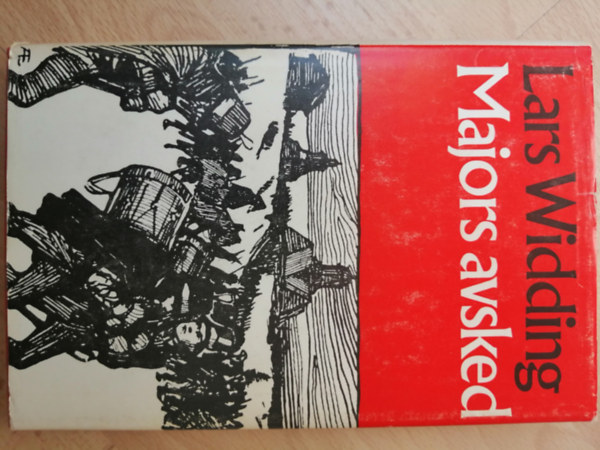 Lars Widding
Majors avsked
Æ